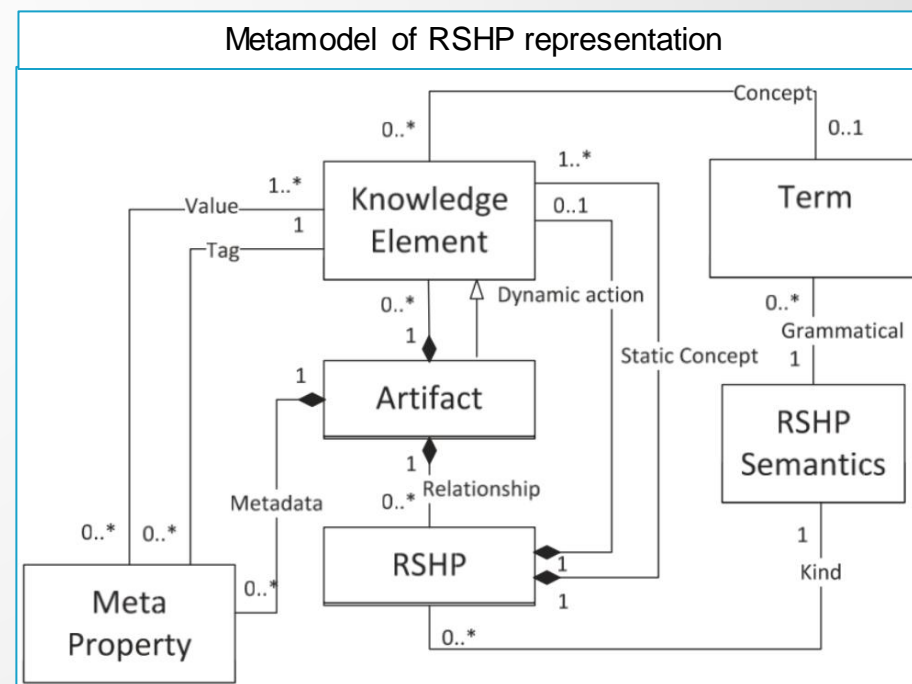 Metamodel of RSHP representation
Concept
0..*
0..1
1..*
1..*
Knowledge
Element
Term
Value
0..1
1
Tag
Dynamic action
0..*
0..*
Grammatical
1
Static Concept
1
1
Artifact
RSHP
Semantics
1
Relationship
Metadata
0..*
0..*
0..*
1
RSHP
1
Kind
0..*
1
Meta
Property
0..*